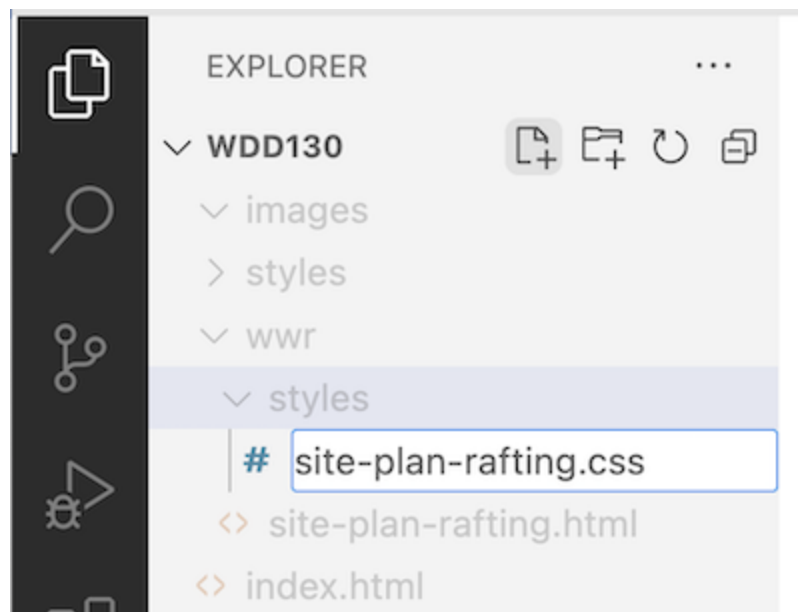 EXPLORER ...
WDD130
images
styles
wwr
styles
# site-plan-rafting.css
<> site-plan-rafting.html
<> index.html